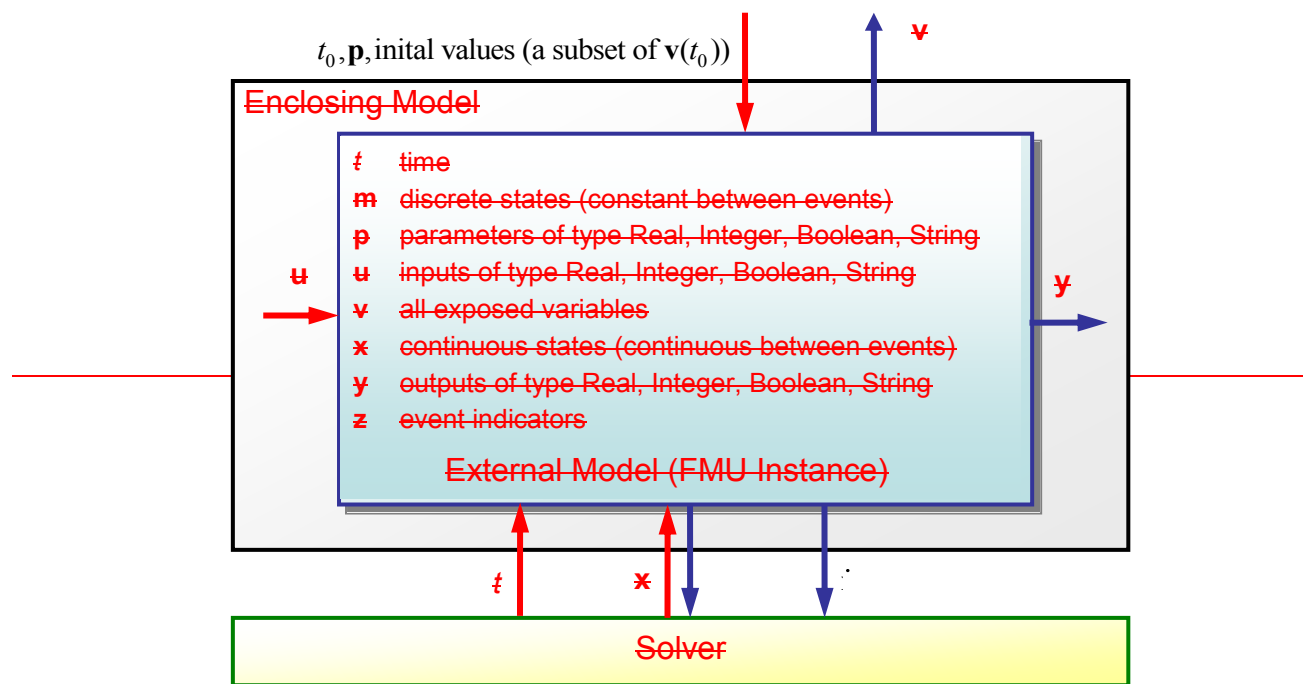 t₀, p, inital values (a subset of v(t₀))
v
Enclosing Model
t time
m discrete states (constant between events)
p parameters of type Real, Integer, Boolean, String
u inputs of type Real, Integer, Boolean, String
v all exposed variables
x continuous states (continuous between events)
y outputs of type Real, Integer, Boolean, String
z event indicators
External Model (FMU Instance)
u
y
t
x
Solver